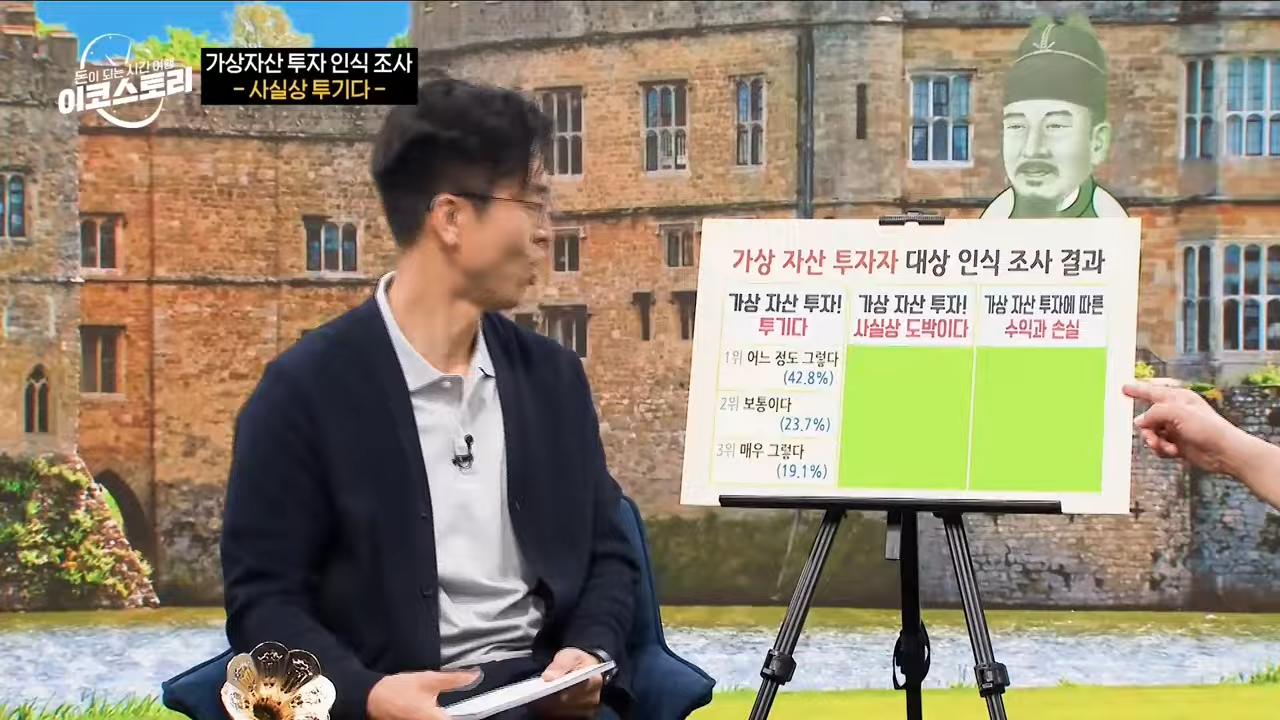 돈이 되는 시간 여행
이코스토리
가상자산 투자 인식 조사
- 사실상 투기다 -
가상 자산 투자자 대상 인식 조사 결과
가상 자산 투자!
투기다
1위 어느 정도 그렇다
(42.8%)
2위 보통이다
(23.7%)
3위 매우 그렇다
(19.1%)
가상 자산 투자!
사실상 도박이다
가상 자산 투자에 따른
수익과 손실